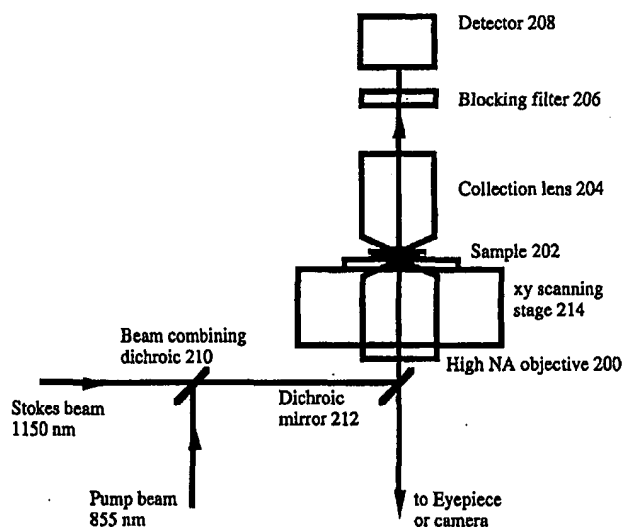 Detector 208
Blocking filter 206
Collection lens 204
Sample 202
xy scanning
stage 214
High NA objective 200
Beam combining
dichroic 210
Dichroic
mirror 212
Stokes beam
1150 nm
Pump beam
855 nm
to Eyepiece
or camera